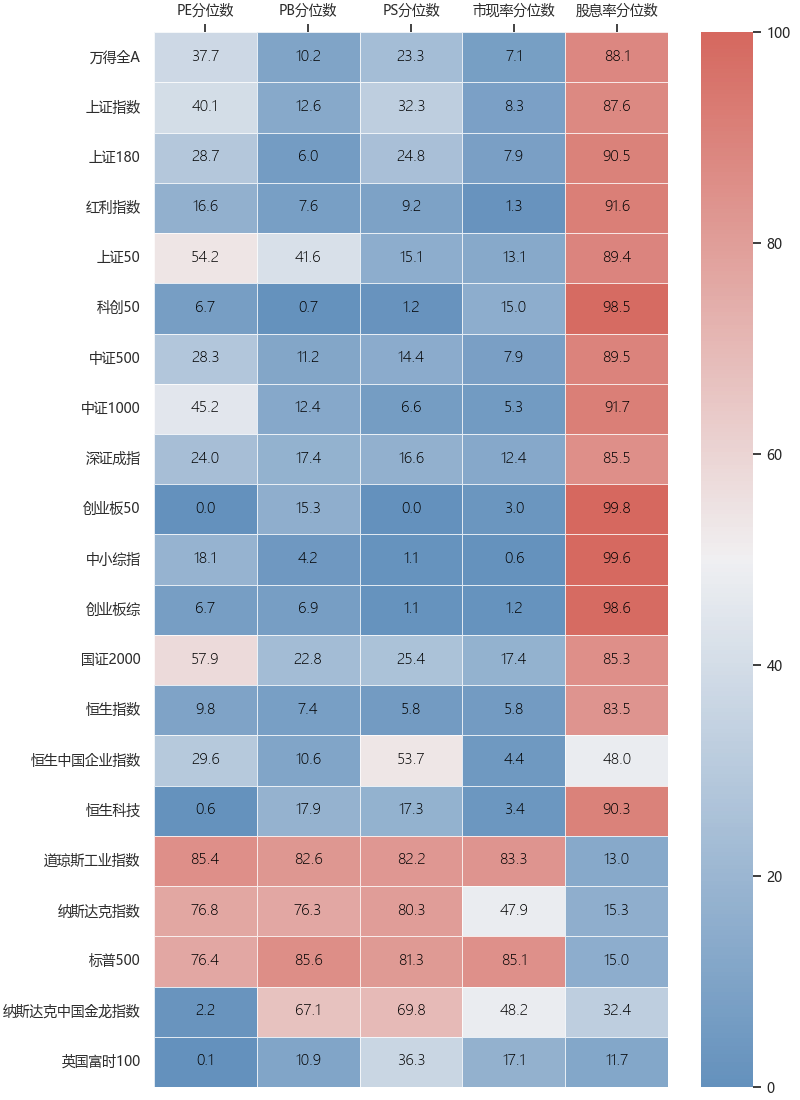 PE分位数 PB分位数 PS分位数 市现率分位数 股息率分位数
万得全A 37.7 10.2 23.3 7.1 88.1
上证指数 40.1 12.6 32.3 8.3 87.6
上证180 28.7 6.0 24.8 7.9 90.5
红利指数 16.6 7.6 9.2 1.3 91.6
上证50 54.2 41.6 15.1 13.1 89.4
科创50 6.7 0.7 1.2 15.0 98.5
中证500 28.3 11.2 14.4 7.9 89.5
中证1000 45.2 12.4 6.6 5.3 91.7
深证成指 24.0 17.4 16.6 12.4 85.5
创业板50 0.0 15.3 0.0 3.0 99.8
中小综指 18.1 4.2 1.1 0.6 99.6
创业板综 6.7 6.9 1.1 1.2 98.6
国证2000 57.9 22.8 25.4 17.4 85.3
恒生指数 9.8 7.4 5.8 5.8 83.5
恒生中国企业指数 29.6 10.6 53.7 4.4 48.0
恒生科技 0.6 17.9 17.3 3.4 90.3
道琼斯工业指数 85.4 82.6 82.2 83.3 13.0
纳斯达克指数 76.8 76.3 80.3 47.9 15.3
标普500 76.4 85.6 81.3 85.1 15.0
纳斯达克中国金龙指数 2.2 67.1 69.8 48.2 32.4
英国富时100 0.1 10.9 36.3 17.1 11.7
100
80
60
40
20
0